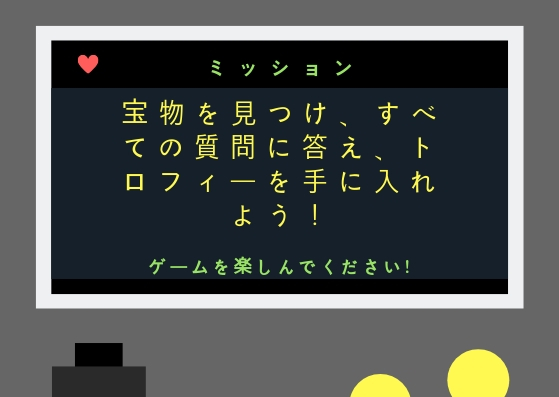 ミッション
宝物を見つけ、すべ
ての質問に答え、ト
ロフィーを手に入れ
よう!
ゲームを楽しんでください!